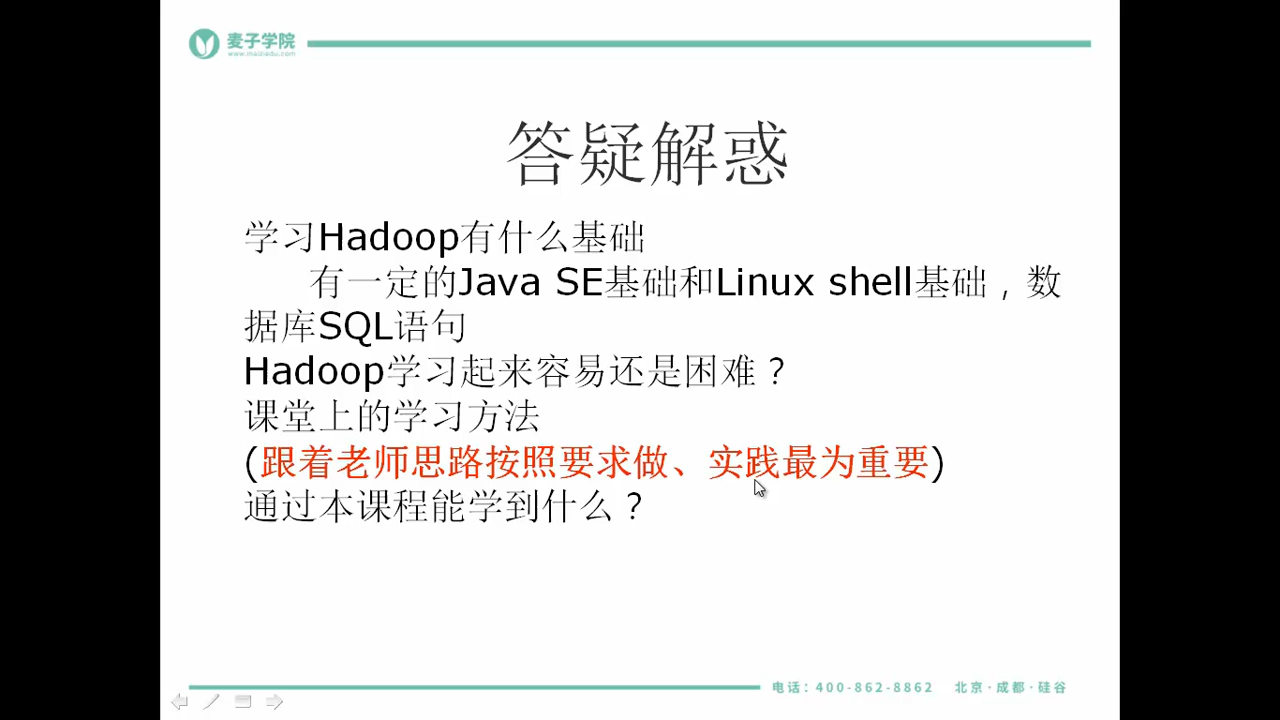 麦子学院
www.maiziedu.com
答疑解惑
学习Hadoop有什么基础
有一定的Java SE基础和Linux shell基础，数
据库SQL语句
Hadoop学习起来容易还是困难？
课堂上的学习方法
(跟着老师思路按照要求做、实践最为重要)
通过本课程能学到什么？
电话：400-862-8862 北京·成都·硅谷